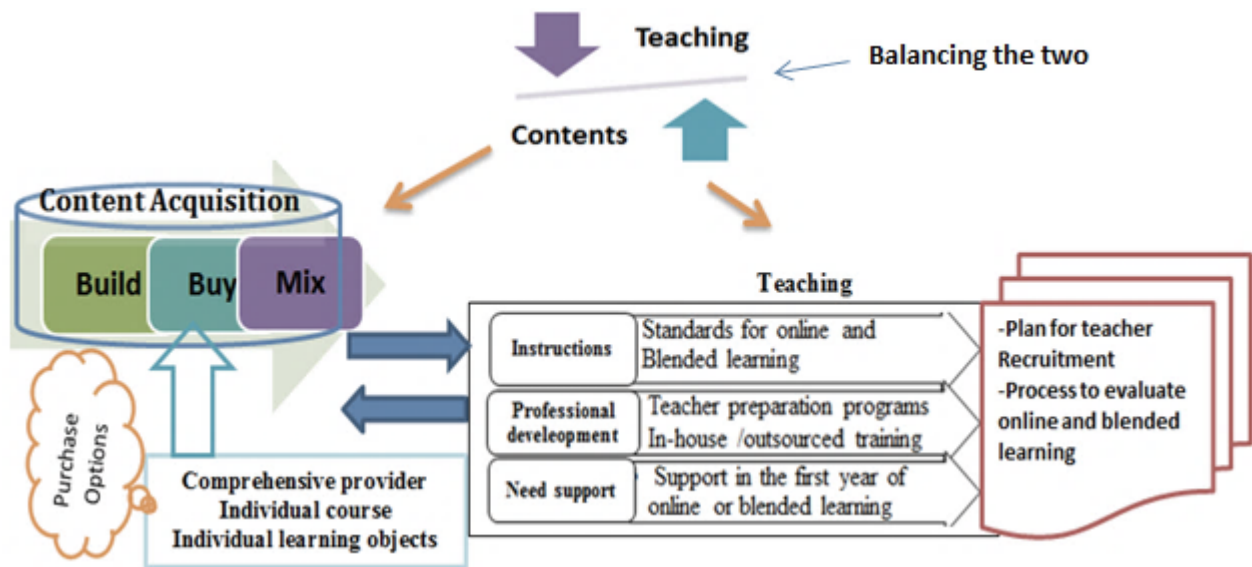 Teaching
Balancing the two
Contents
Content Acquisition
Build
Buy
Mix
Purchase
Options
Comprehensive provider
Individual course
Individual learning objects
Teaching
Instructions
Standards for online and
Blended learning
Professional
develeopment
Teacher preparation programs
In-house /outsourced training
Need support
Support in the first year of
online or blended learning
-Plan for teacher
Recruitment
-Process to evaluate
online and blended
learning